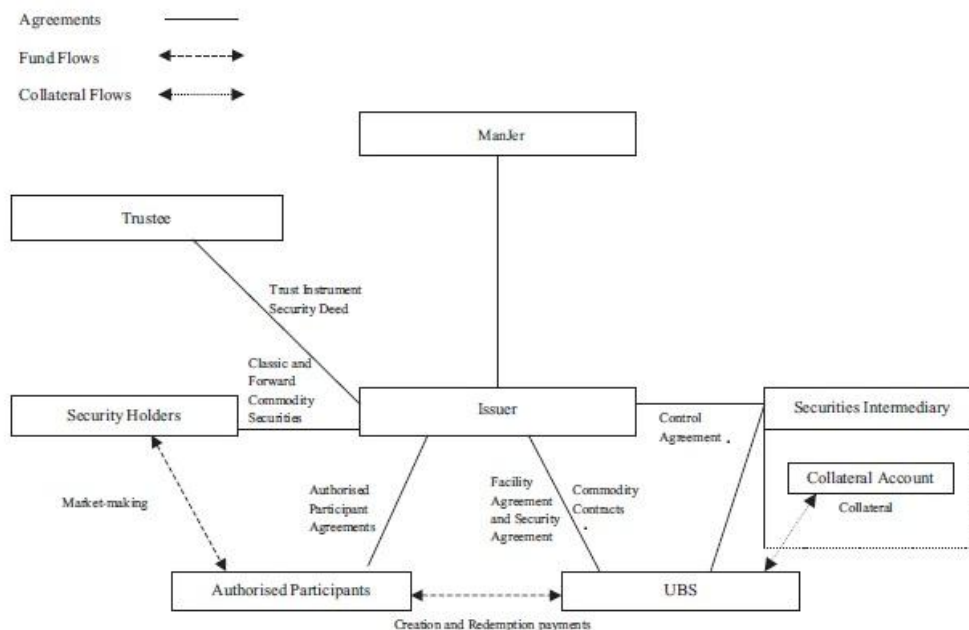 Agreements
Fund Flows
Collateral Flows
ManJer
Trustee
Trust Instrument
Security Deed
Classic and
Forward
Commodity
Securities
Security Holders
Issuer
Securities Intermediary
Control
Agreement
Collateral Account
Collateral
Market-making
Authorised
Participant
Agreements
Facility
Agreement
and Security
Agreement
Commodity
Contracts
Authorised Participants
UBS
Creation and Redemption payments